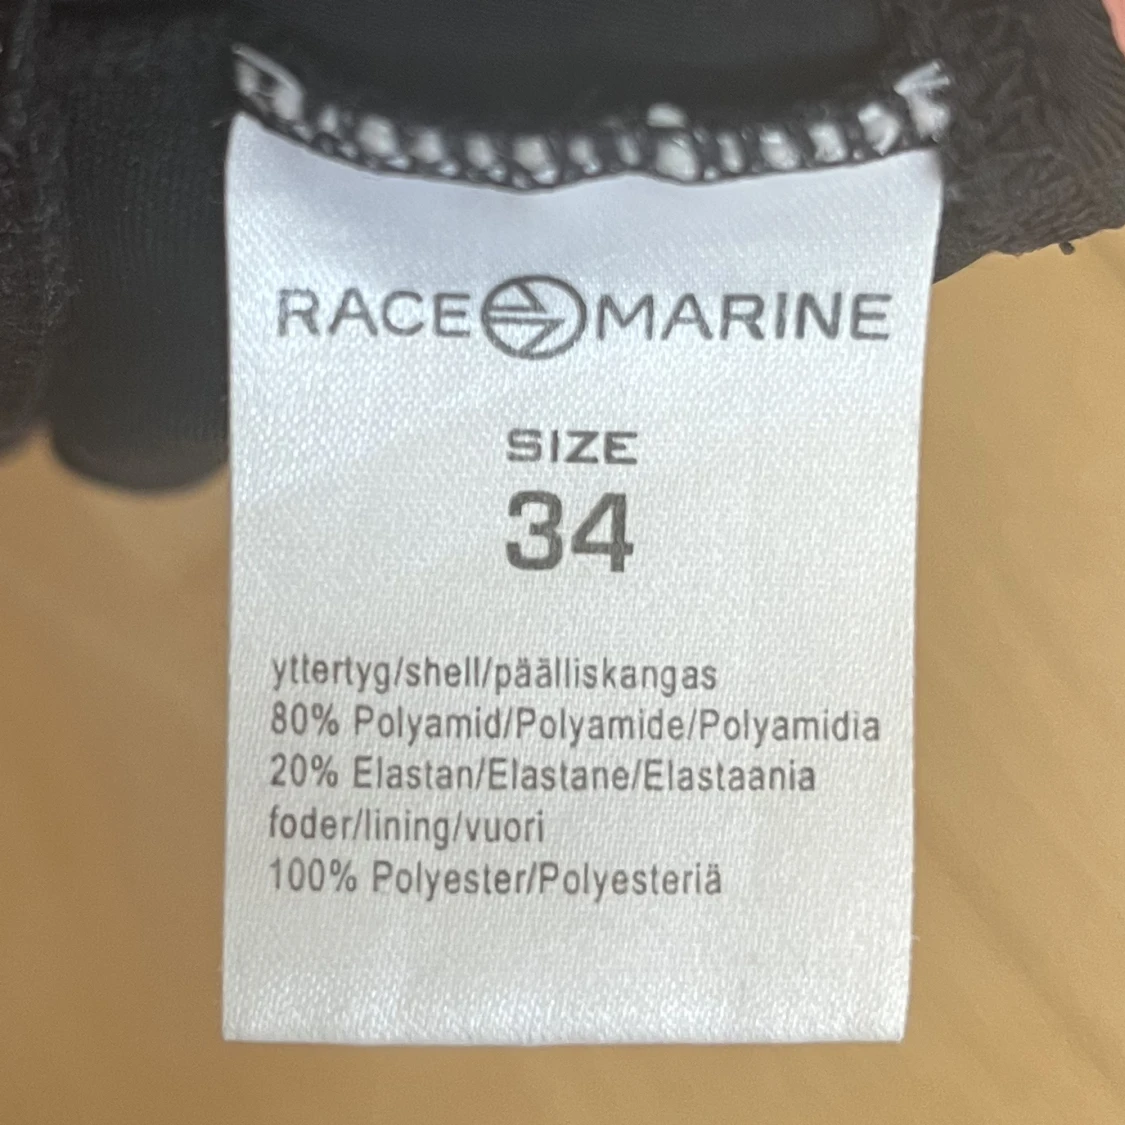 RACE MARINE
SIZE
34
yttertyg/shell/päälliskangas
80% Polyamid/Polyamide/Polyamidia
20% Elastan/Elastane/Elastaania
foder/lining/vuori
100% Polyester/Polyesteriä